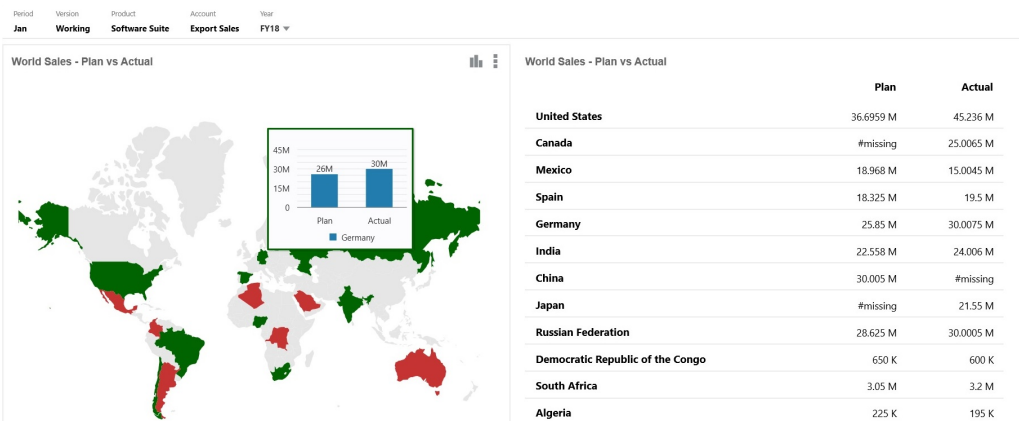 Period Version Product Account Year
Jan Working Software Suite Export Sales FY18
World Sales - Plan vs Actual
45M
30M
15M
0
26M
30M
Plan Actual
Germany
World Sales - Plan vs Actual
Plan Actual
United States 36.6959 M 45.236 M
Canada #missing 25.0065 M
Mexico 18.968 M 15.0045 M
Spain 18.325 M 19.5 M
Germany 25.85 M 30.0075 M
India 22.558 M 24.006 M
China 30.005 M #missing
Japan #missing 21.55 M
Russian Federation 28.625 M 30.0005 M
Democratic Republic of the Congo 650 K 600 K
South Africa 3.05 M 3.2 M
Algeria 225 K 195 K